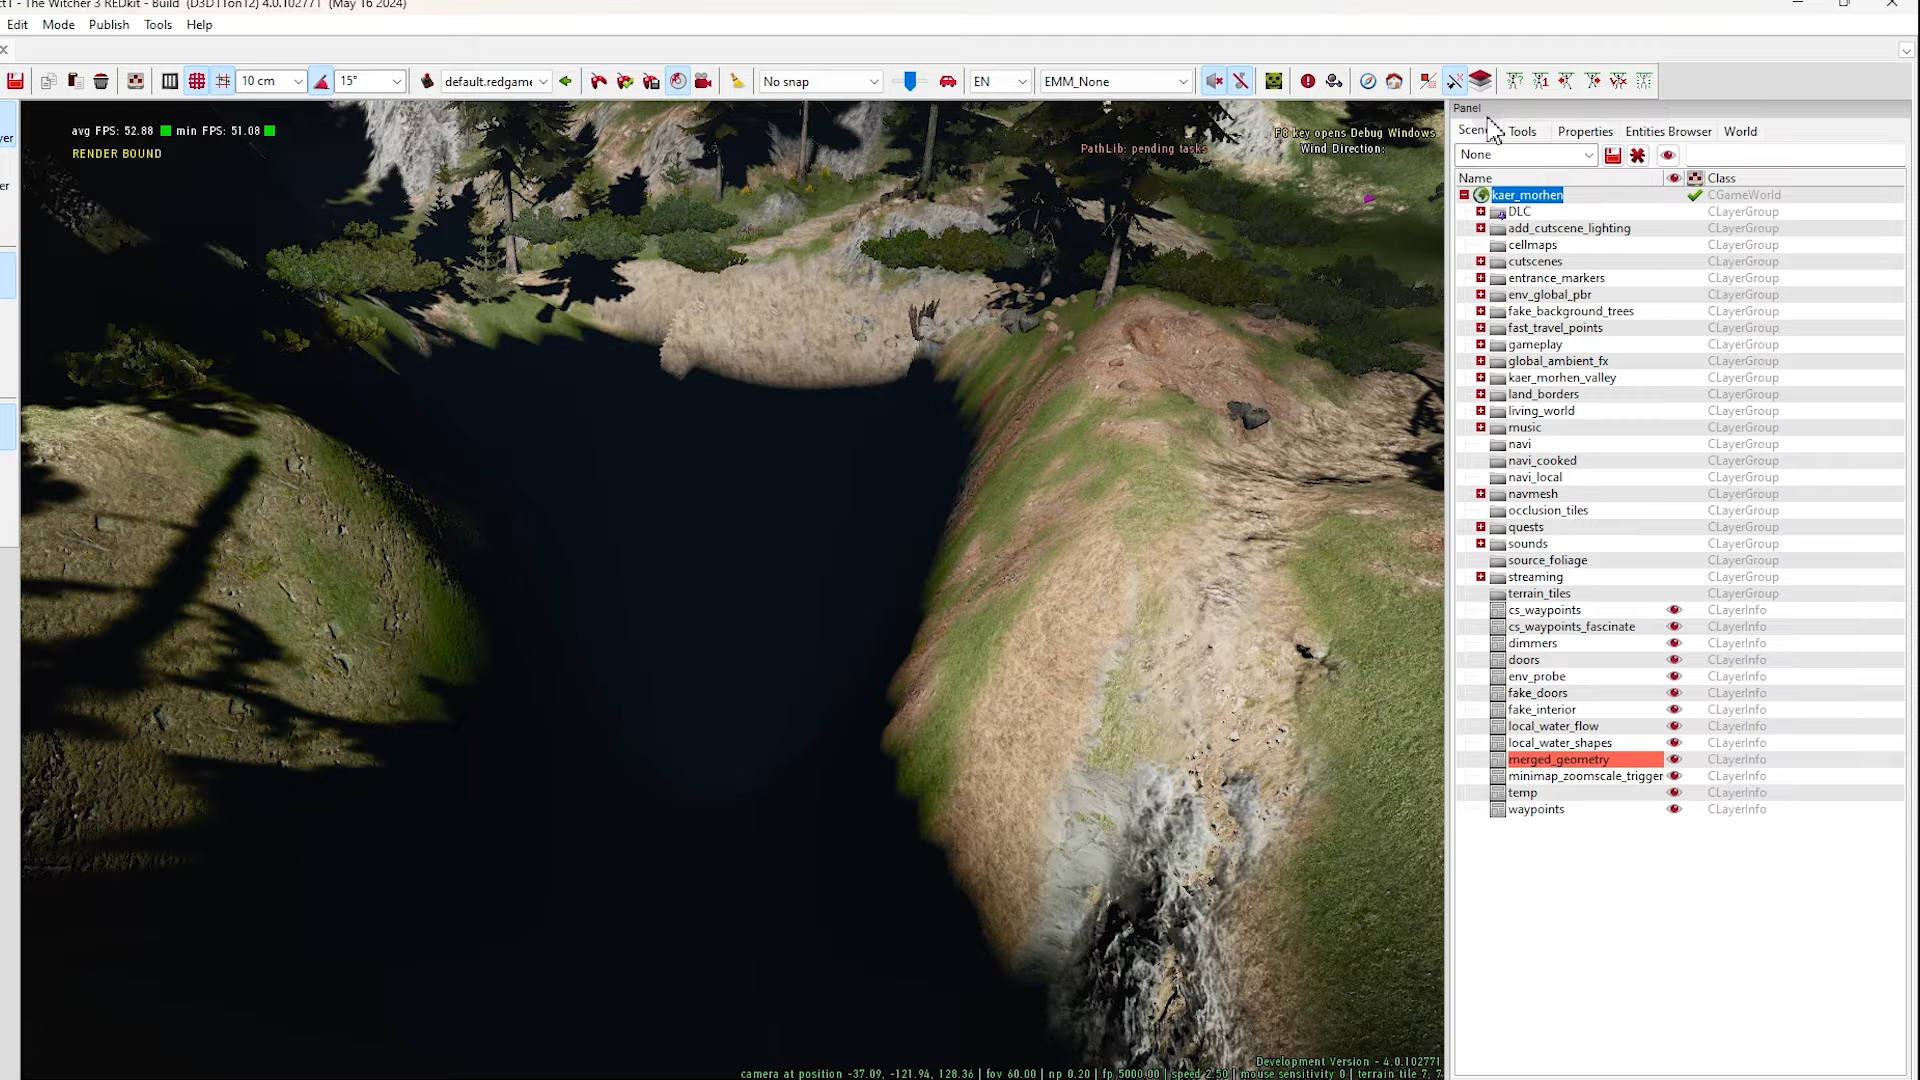 ct1 - The Witcher 3 REDkit - Build (D3D11on12) 4.0.102771 (May 16 2024)
Edit Mode Publish Tools Help
10 cm 15° default.redgame No snap EN EMM_None
avg FPS: 52.88 min FPS: 51.08
RENDER BOUND
F8 key opens Debug Windows
PathLib: pending tasks Wind Direction:
Panel
Scene Tools Properties Entities Browser World
None
Name Class
kaer_morhen CGameWorld
DLC CLayerGroup
add_cutscene_lighting CLayerGroup
cellmaps CLayerGroup
cutscenes CLayerGroup
entrance_markers CLayerGroup
env_global_pbr CLayerGroup
fake_background_trees CLayerGroup
fast_travel_points CLayerGroup
gameplay CLayerGroup
global_ambient_fx CLayerGroup
kaer_morhen_valley CLayerGroup
land_borders CLayerGroup
living_world CLayerGroup
music CLayerGroup
navi CLayerGroup
navi_cooked CLayerGroup
navi_local CLayerGroup
navmesh CLayerGroup
occlusion_tiles CLayerGroup
quests CLayerGroup
sounds CLayerGroup
source_foliage CLayerGroup
streaming CLayerGroup
terrain_tiles CLayerGroup
cs_waypoints CLayerInfo
cs_waypoints_fascinate CLayerInfo
dimmers CLayerInfo
doors CLayerInfo
env_probe CLayerInfo
fake_doors CLayerInfo
fake_interior CLayerInfo
local_water_flow CLayerInfo
local_water_shapes CLayerInfo
merged_geometry CLayerInfo
minimap_zoomscale_trigger CLayerInfo
temp CLayerInfo
waypoints CLayerInfo
Development Version - 4.0.102771
camera at position -37.09, -121.94, 128.36 | fov 60.00 | np 0.20 | fp 5000.00 | speed 2.50 | mouse sensitivity 0 | terrain tile 7, 7